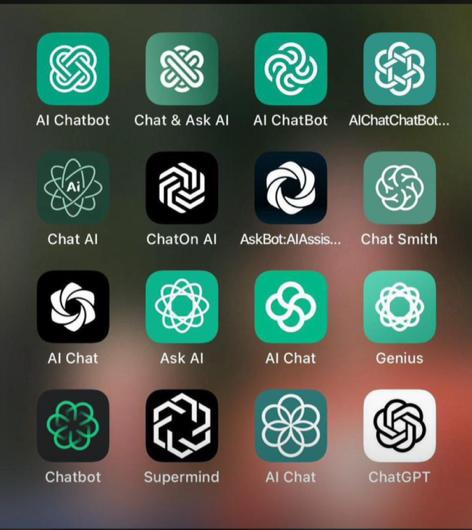 AI Chatbot
Chat & Ask AI
AI ChatBot
AIChatChatBot...
Ai
Chat AI
ChatOn AI
AskBot:AIAssis...
Chat Smith
AI Chat
Ask AI
AI Chat
Genius
Chatbot
Supermind
AI Chat
ChatGPT